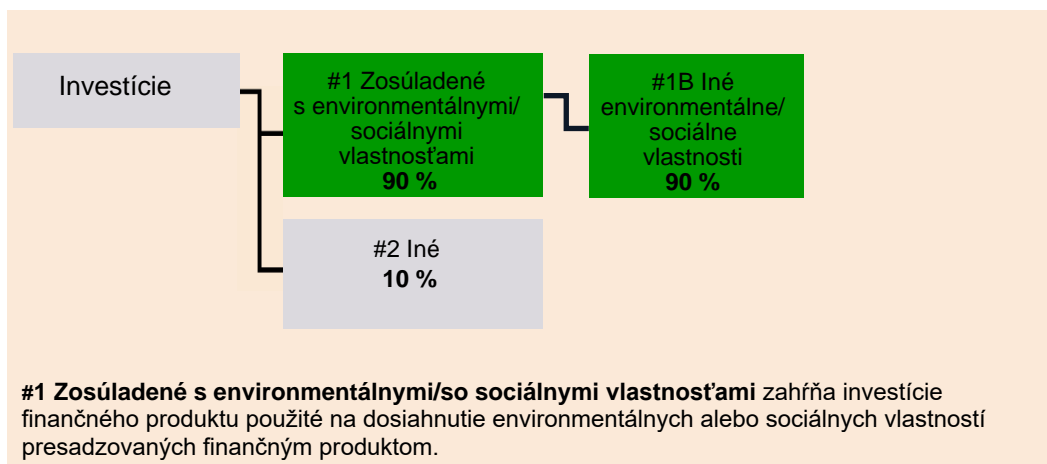 Investície
#1 Zosúladené
s environmentálnymi/
sociálnymi
vlastnosťami
90 %
#1B Iné
environmentálne/
sociálne
vlastnosti
90 %
#2 Iné
10 %
#1 Zosúladené s environmentálnymi/so sociálnymi vlastnosťami zahŕňa investície
finančného produktu použité na dosiahnutie environmentálnych alebo sociálnych vlastností
presadzovaných finančným produktom.